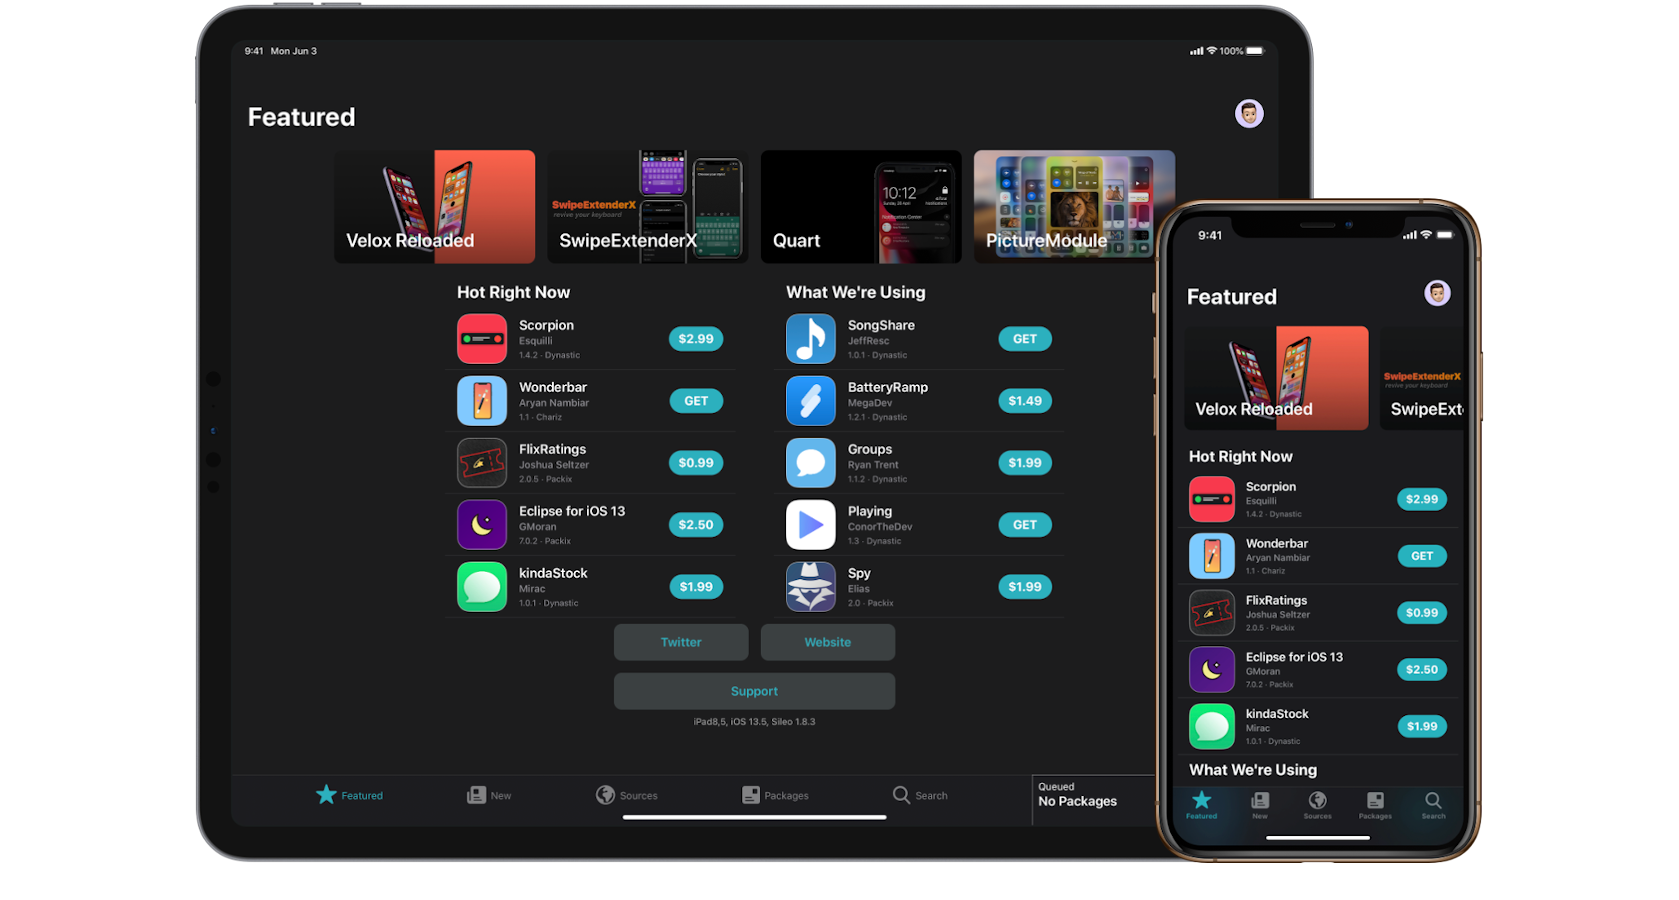 9:41 Mon Jun 3
100%
Featured
Velox Reloaded
SwipeExtenderX
revive your keyboard
SwipeExtenderX
10:12
Notification Center
Quart
PictureModule
Hot Right Now
Scorpion
Esquilli
1.4.2 · Dynastic
$2.99
Wonderbar
Aryan Nambiar
1.1 · Chariz
GET
FlixRatings
Joshua Seltzer
2.0.5 · Packix
$0.99
Eclipse for iOS 13
GMoran
7.0.2 · Packix
$2.50
kindaStock
Mirac
1.0.1 · Dynastic
$1.99
What We're Using
SongShare
JeffResc
1.0.1 · Dynastic
GET
BatteryRamp
MegaDev
1.2.1 · Dynastic
$1.49
Groups
Ryan Trent
1.1.2 · Dynastic
$1.99
Playing
ConorTheDev
1.3 · Dynastic
GET
Spy
Elias
2.0 · Packix
$1.99
Twitter
Website
Support
iPad8,5, iOS 13.5, Sileo 1.8.3
Featured
New
Sources
Packages
Search
Queued
No Packages
9:41
Featured
Velox Reloaded
SwipeExtenderX
revive your keyboard
SwipeExt
Hot Right Now
Scorpion
Esquilli
1.4.2 · Dynastic
$2.99
Wonderbar
Aryan Nambiar
1.1 · Chariz
GET
FlixRatings
Joshua Seltzer
2.0.5 · Packix
$0.99
Eclipse for iOS 13
GMoran
7.0.2 · Packix
$2.50
kindaStock
Mirac
1.0.1 · Dynastic
$1.99
What We're Using
Featured
New
Sources
Packages
Search